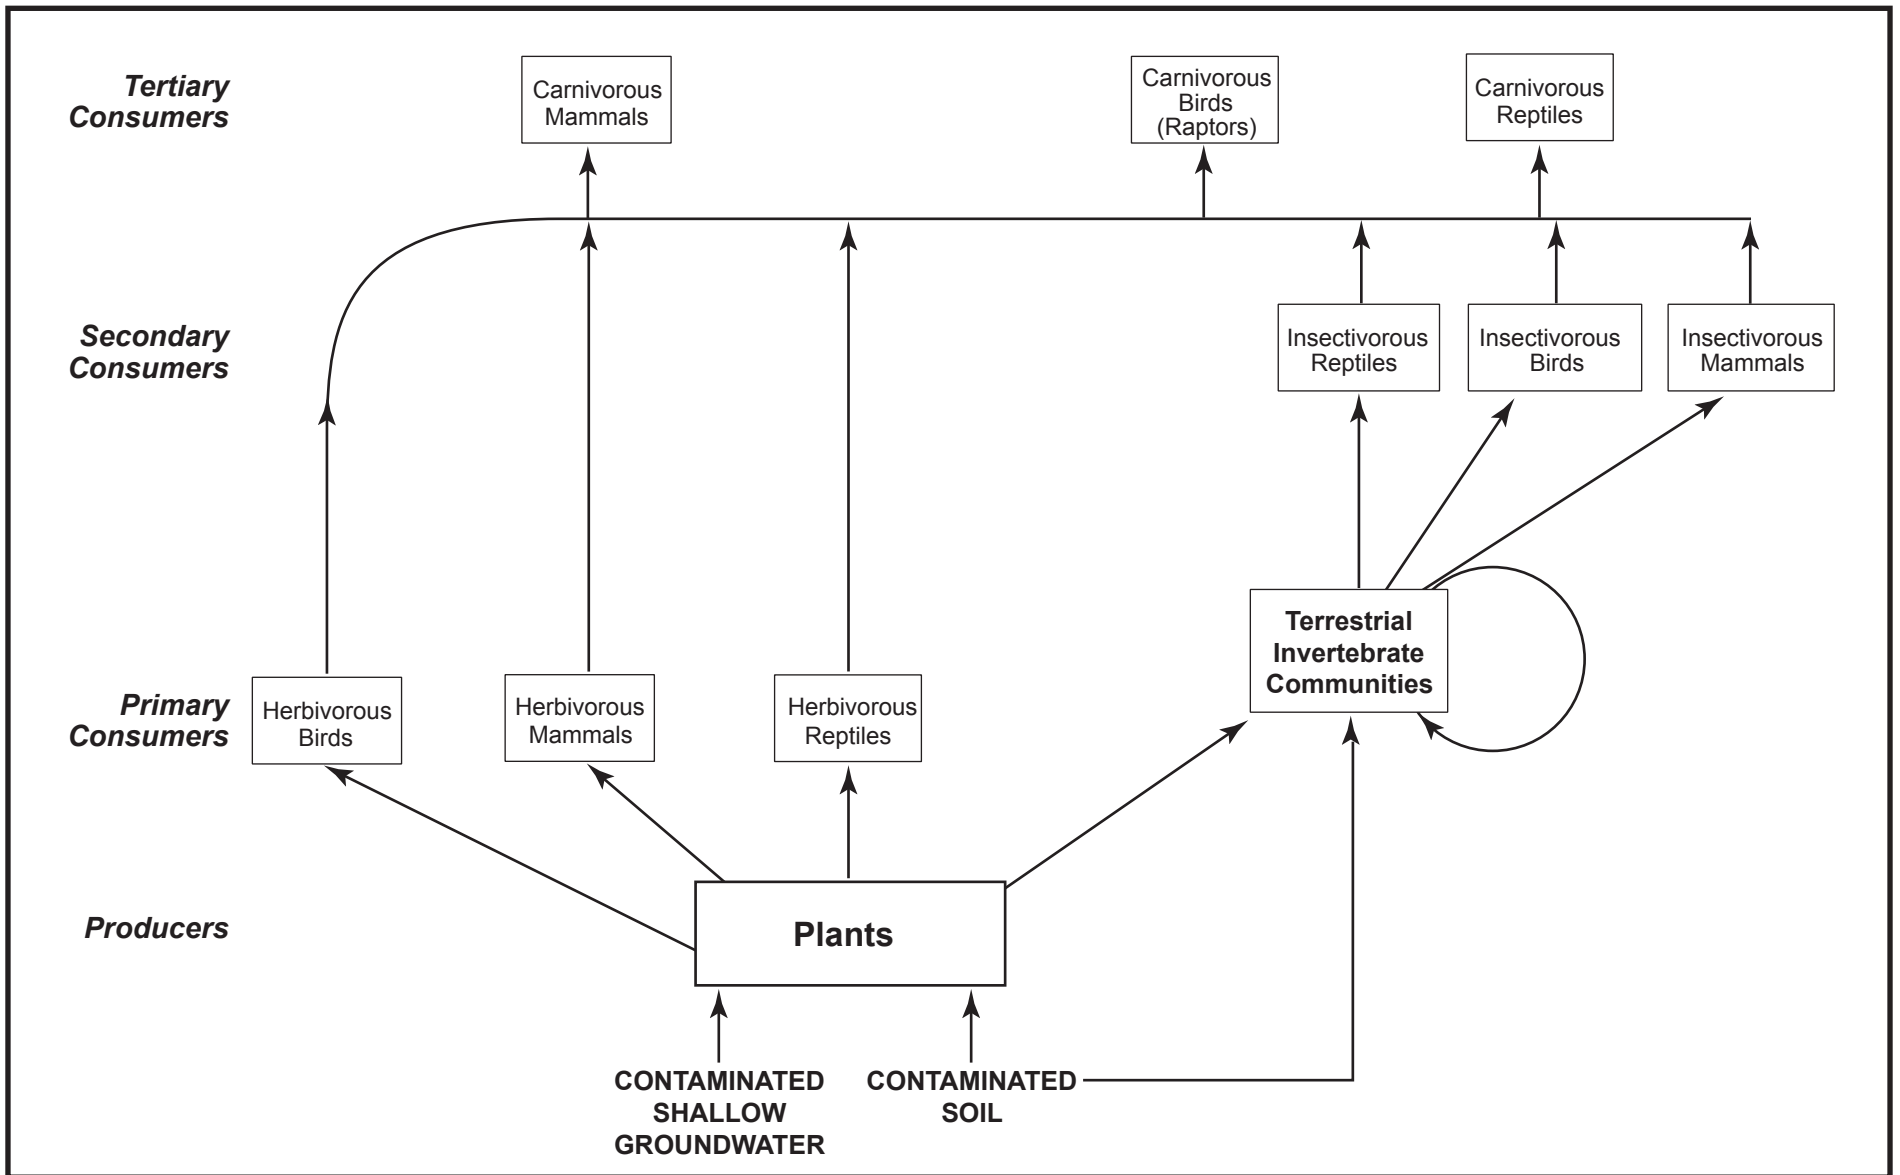 Tertiary
Consumers
Carnivorous
Mammals
Carnivorous
Birds
(Raptors)
Carnivorous
Reptiles
Secondary
Consumers
Insectivorous
Reptiles
Insectivorous
Birds
Insectivorous
Mammals
Primary
Consumers
Herbivorous
Birds
Herbivorous
Mammals
Herbivorous
Reptiles
Terrestrial
Invertebrate
Communities
Producers
Plants
CONTAMINATED
SHALLOW
GROUNDWATER
CONTAMINATED
SOIL